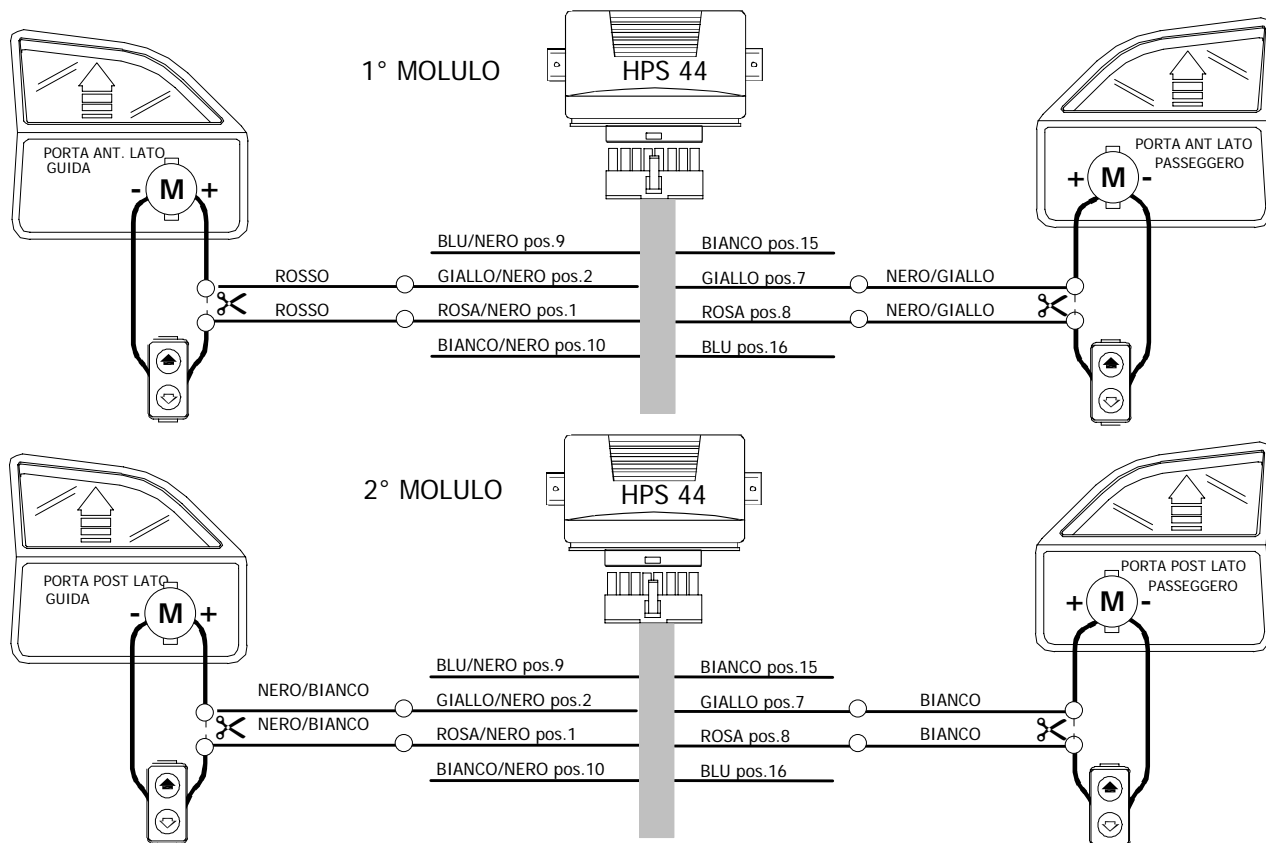 1° MOLULO
HPS 44
PORTA ANT. LATO
GUIDA
- M +
PORTA ANT LATO
PASSEGGERO
+ M -
BLU/NERO pos.9
BIANCO pos.15
ROSSO
GIALLO/NERO pos.2
GIALLO pos.7
NERO/GIALLO
ROSSO
ROSA/NERO pos.1
ROSA pos.8
NERO/GIALLO
BIANCO/NERO pos.10
BLU pos.16
2° MOLULO
HPS 44
PORTA POST LATO
GUIDA
- M +
PORTA POST LATO
PASSEGGERO
+ M -
BLU/NERO pos.9
BIANCO pos.15
NERO/BIANCO
GIALLO/NERO pos.2
GIALLO pos.7
BIANCO
NERO/BIANCO
ROSA/NERO pos.1
ROSA pos.8
BIANCO
BIANCO/NERO pos.10
BLU pos.16